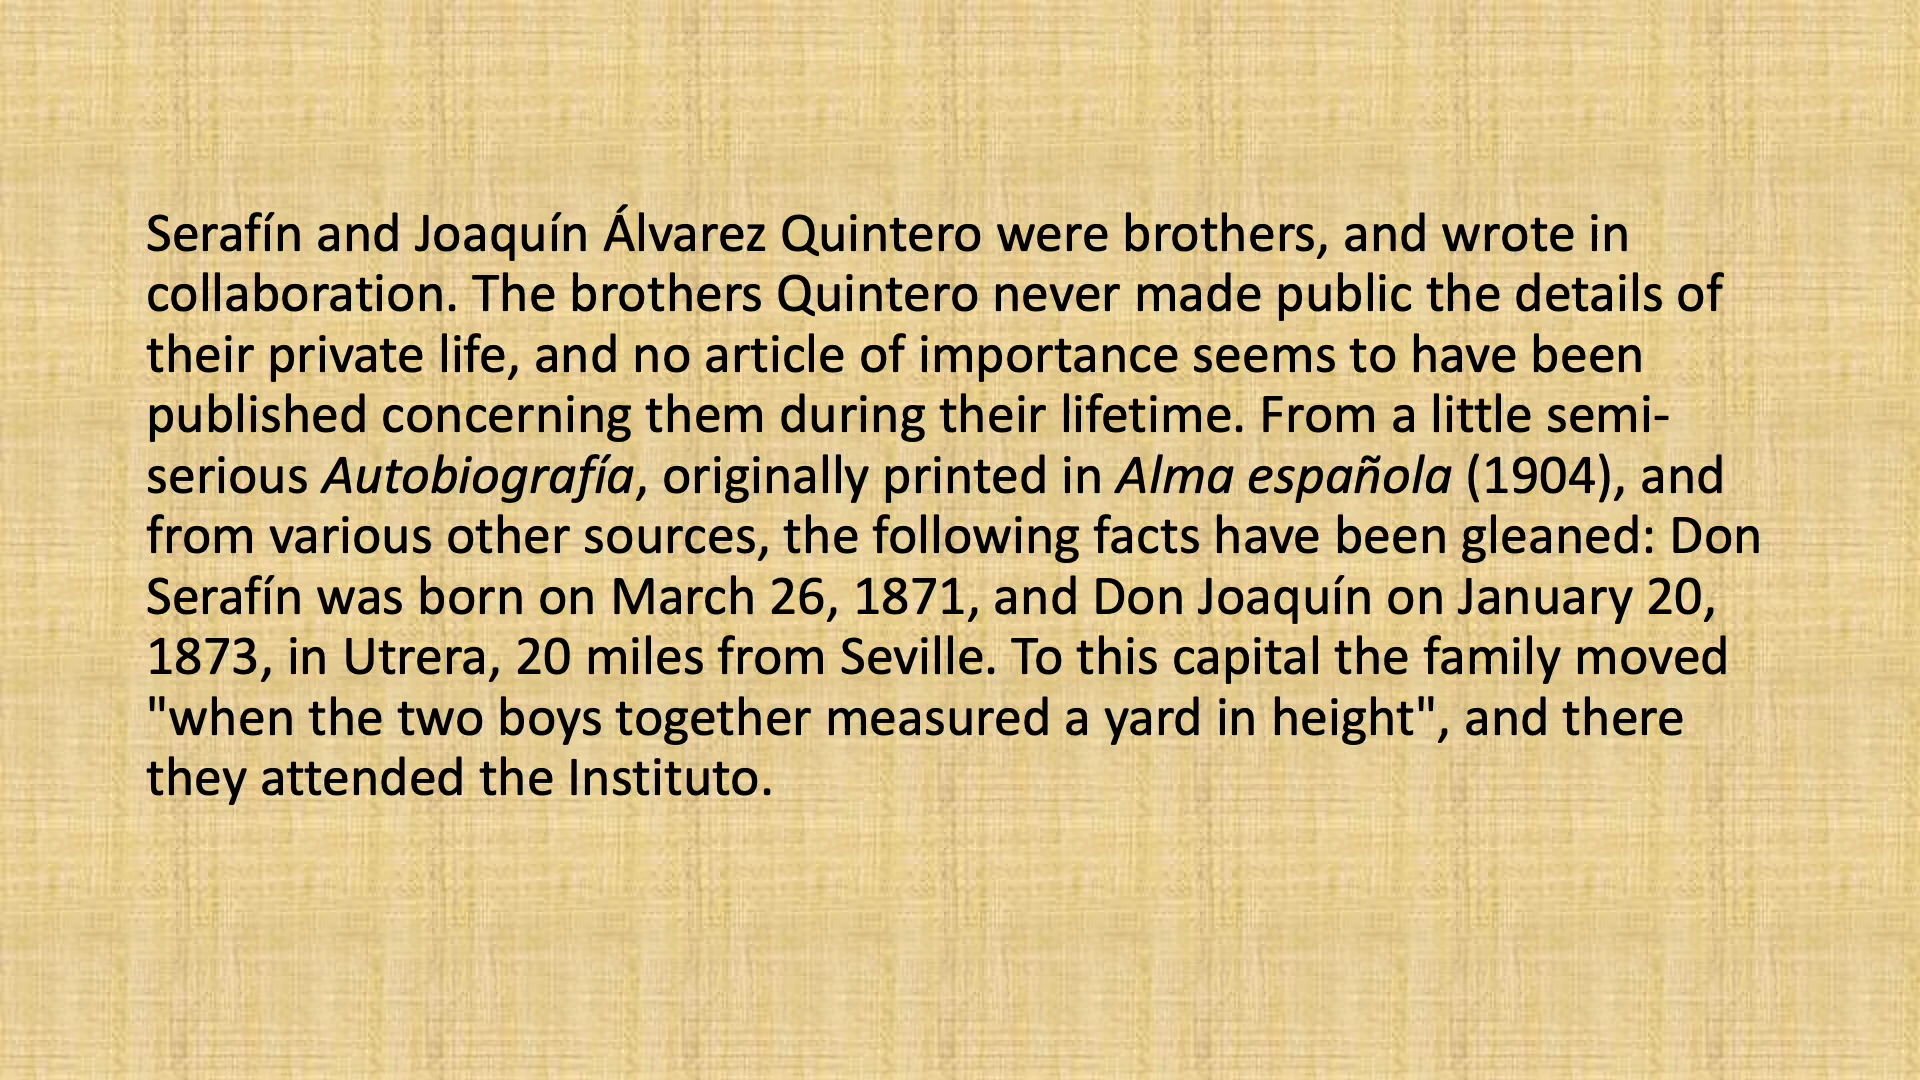 Serafín and Joaquín Álvarez Quintero were brothers, and wrote in
collaboration. The brothers Quintero never made public the details of
their private life, and no article of importance seems to have been
published concerning them during their lifetime. From a little semi-
serious Autobiografía, originally printed in Alma española (1904), and
from various other sources, the following facts have been gleaned: Don
Serafín was born on March 26, 1871, and Don Joaquín on January 20,
1873, in Utrera, 20 miles from Seville. To this capital the family moved
"when the two boys together measured a yard in height", and there
they attended the Instituto.